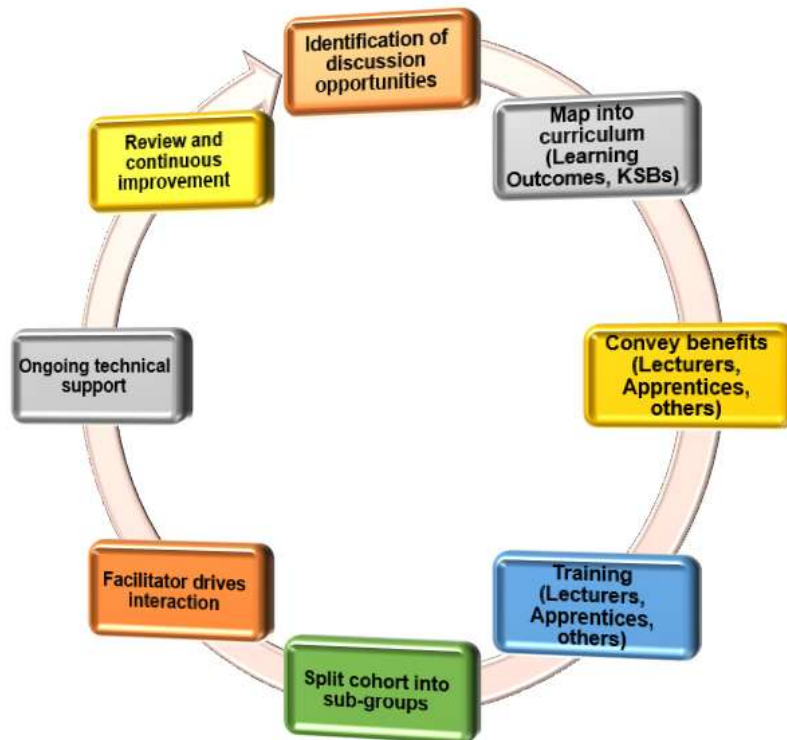 Identification of
discussion
opportunities
Map into
curriculum
(Learning
Outcomes, KSBs)
Convey benefits
(Lecturers,
Apprentices,
others)
Training
(Lecturers,
Apprentices,
others)
Split cohort into
sub-groups
Facilitator drives
interaction
Ongoing technical
support
Review and
continuous
improvement